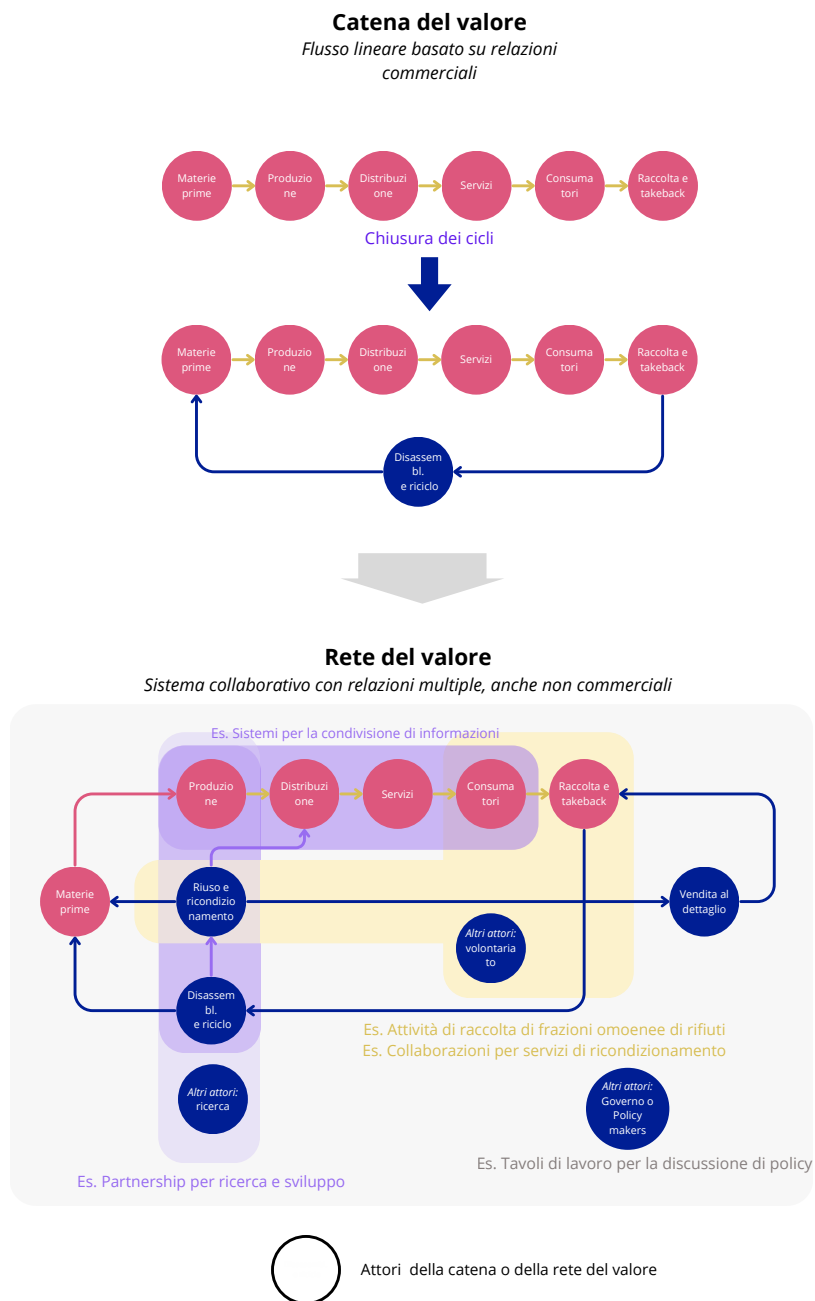 Catena del valore
Flusso lineare basato su relazioni
commerciali
Materie
prime
Produzio
ne
Distribuzi
one
Servizi
Consuma
tori
Raccolta e
takeback
Chiusura dei cicli
Materie
prime
Produzio
ne
Distribuzi
one
Servizi
Consuma
tori
Raccolta e
takeback
Disassem
bl.
e riciclo
Rete del valore
Sistema collaborativo con relazioni multiple, anche non commerciali
Es. Sistemi per la condivisione di informazioni
Produzio
ne
Distribuzi
one
Servizi
Consuma
tori
Raccolta e
takeback
Materie
prime
Riuso e
ricondizio
namento
Vendita al
dettaglio
Altri attori:
volontaria
to
Disassem
bl.
e riciclo
Es. Attività di raccolta di frazioni omoenee di rifiuti
Es. Collaborazioni per servizi di ricondizionamento
Altri attori:
ricerca
Altri attori:
Governo o
Policy
makers
Es. Tavoli di lavoro per la discussione di policy
Es. Partnership per ricerca e sviluppo
Attori  della catena o della rete del valore